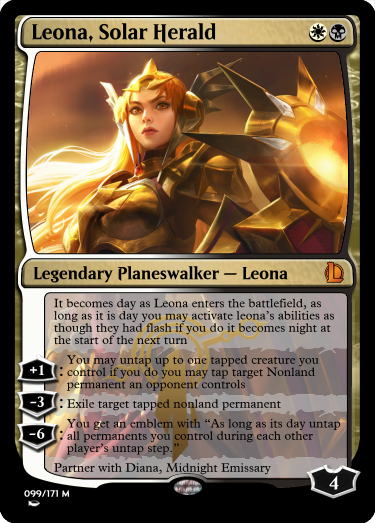 Leona, Solar Herald
Legendary Planeswalker — Leona
It becomes day as Leona enters the battlefield, as
long as it is day you may activate leona's abilities as
though they had flash if you do it becomes night at
the start of the next turn
+1 : You may untap up to one tapped creature you
control if you do you may tap target Nonland
permanent an opponent controls
-3 : Exile target tapped nonland permanent
-6 : You get an emblem with "As long as its day untap
all permanents you control during each other
player's untap step."
Partner with Diana, Midnight Emissary
4
099/171 M